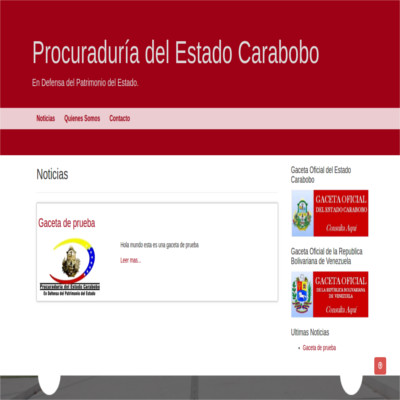 Procuraduría del Estado Carabobo
En Defensa del Patrimonio del Estado.
Noticias Quienes Somos Contacto
Noticias
Gaceta de prueba
Hola mundo esta es una gaceta de prueba
Leer mas...
Procuraduría del Estado Carabobo
En Defensa del Patrimonio del Estado
Gaceta Oficial del Estado
Carabobo
GACETA OFICIAL
DEL ESTADO CARABOBO
Consulta Aquí
Gaceta Oficial de la Republica
Bolivariana de Venezuela
GACETA OFICIAL
DE LA REPÚBLICA BOLIVARIANA
DE VENEZUELA
Consulta Aquí
Ultimas Noticias
Gaceta de prueba